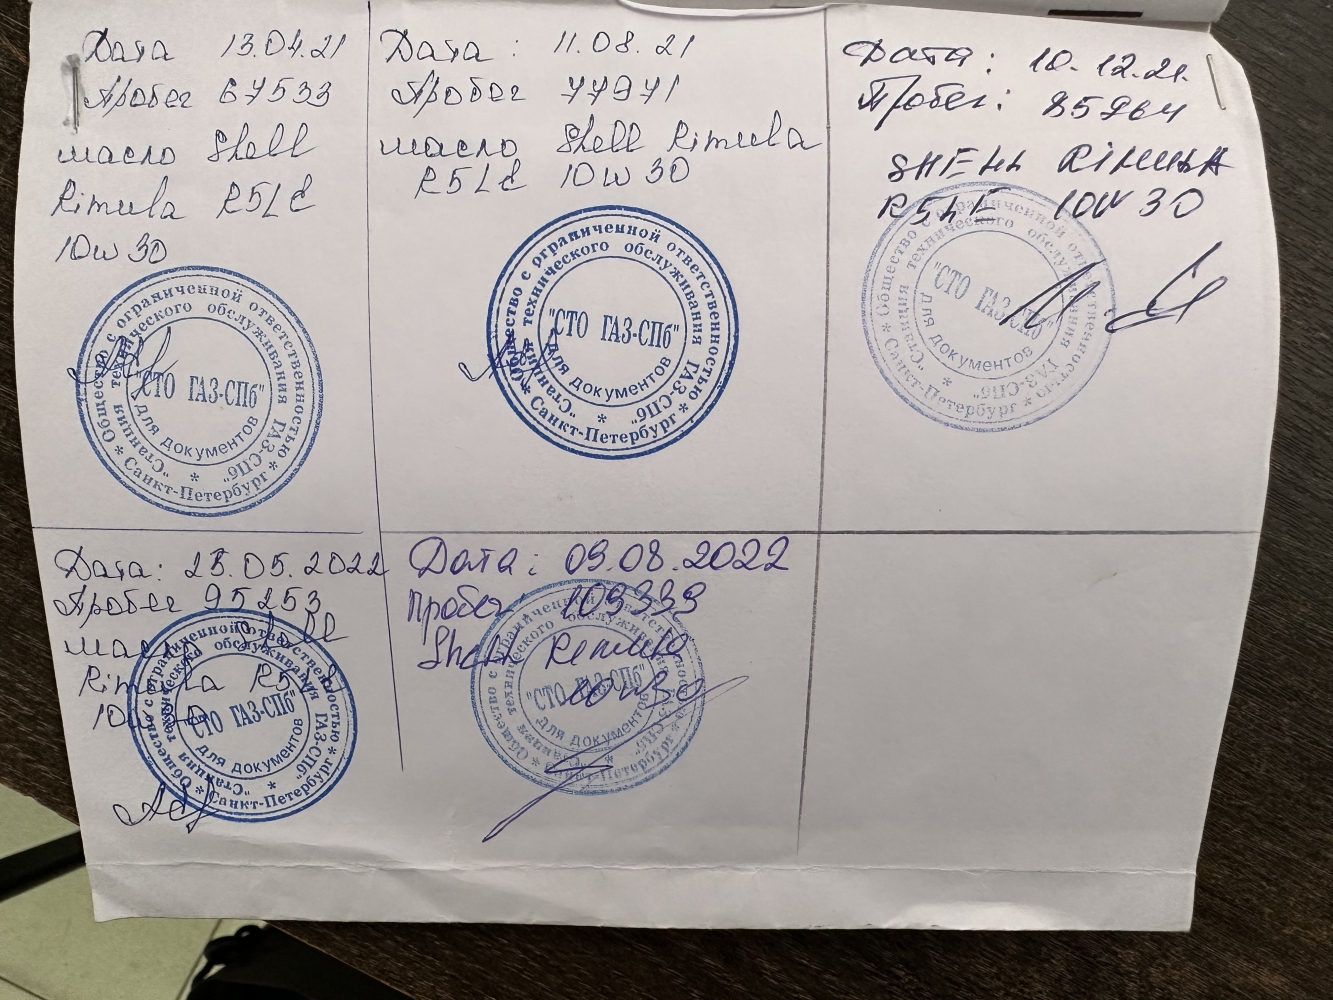 Дата 13.04.21
Пробег 67533
масло Shell
Rimula R5LE
10w30
* Общество с ограниченной ответственностью * Санкт-Петербург
"Станция технического обслуживания ГАЗ-СПб"
"СТО ГАЗ-СПб"
для документов
Дата: 11.08.21
Пробег 77971
масло Shell Rimula
R5LE 10w30
* Общество с ограниченной ответственностью * Санкт-Петербург
"Станция технического обслуживания ГАЗ-СПб"
"СТО ГАЗ-СПб"
для документов
Дата: 10.12.21.
Пробег: 85964
SHELL RIMULA
R5LE 10W30
* Общество с ограниченной ответственностью * Санкт-Петербург
"Станция технического обслуживания ГАЗ-СПб"
"СТО ГАЗ-СПб"
для документов
Дата: .05.2022
Пробег 95253
масло Shell
Rimula R5LE
* Общество с ограниченной ответственностью * Санкт-Петербург
"Станция технического обслуживания ГАЗ-СПб"
"СТО ГАЗ-СПб"
для документов
Дата: 09.08.2022
Пробег
Shell Rimula
10w30
* Общество с ограниченной ответственностью * Санкт-Петербург
"Станция технического обслуживания ГАЗ-СПб"
"СТО ГАЗ-СПб"
для документов